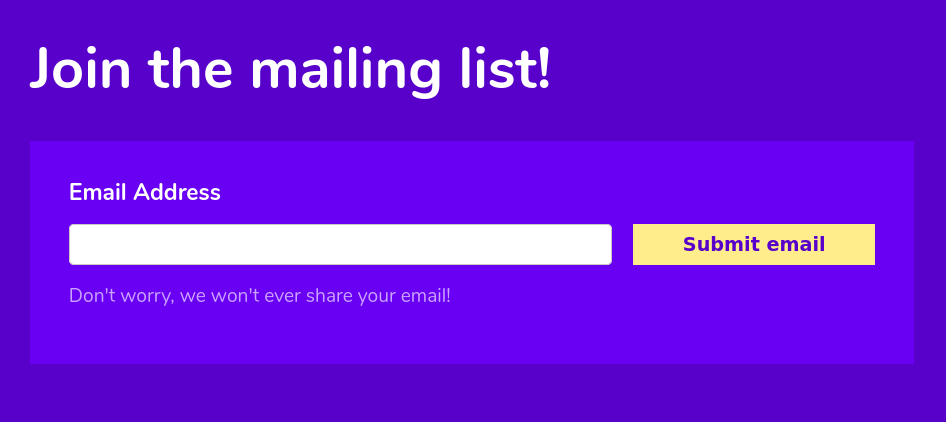 Join the mailing list!
Email Address
Submit email
Don't worry, we won't ever share your email!